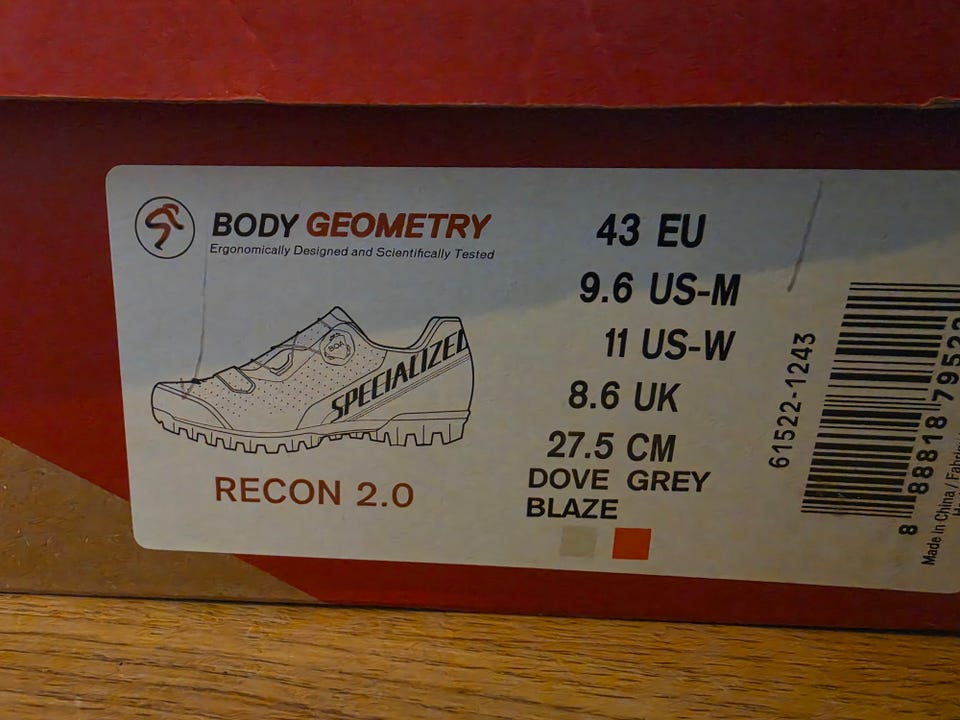 BODY GEOMETRY
Ergonomically Designed and Scientifically Tested
BOA
SPECIALIZED
RECON 2.0
43 EU
9.6 US-M
11 US-W
8.6 UK
27.5 CM
DOVE GREY
BLAZE
61522-1243
8 88818 7952
Made in China /